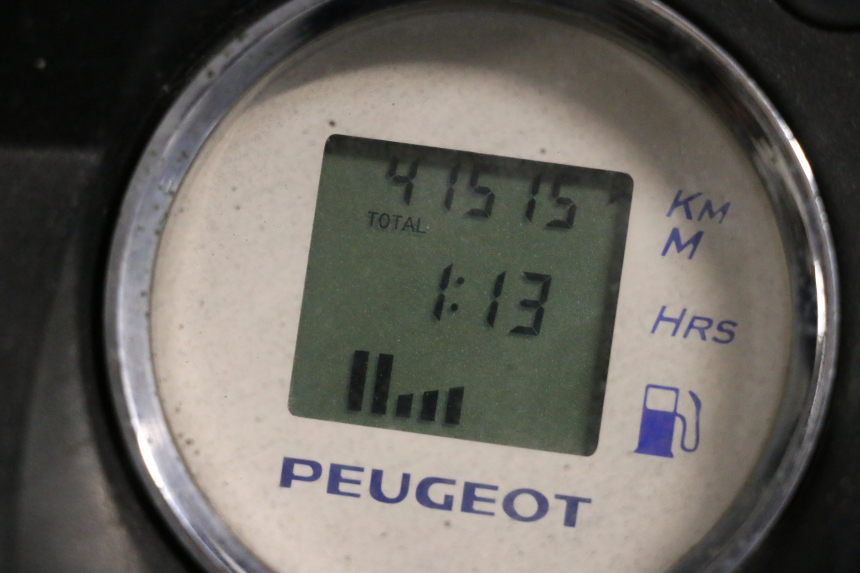 41515
KM
TOTAL
M
1:13
HRS
PEUGEOT